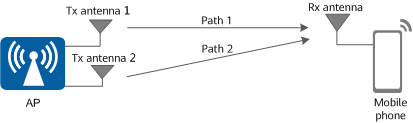 Tx antenna 1
Path 1
Rx antenna
Tx antenna 2
Path 2
AP
Mobile
phone